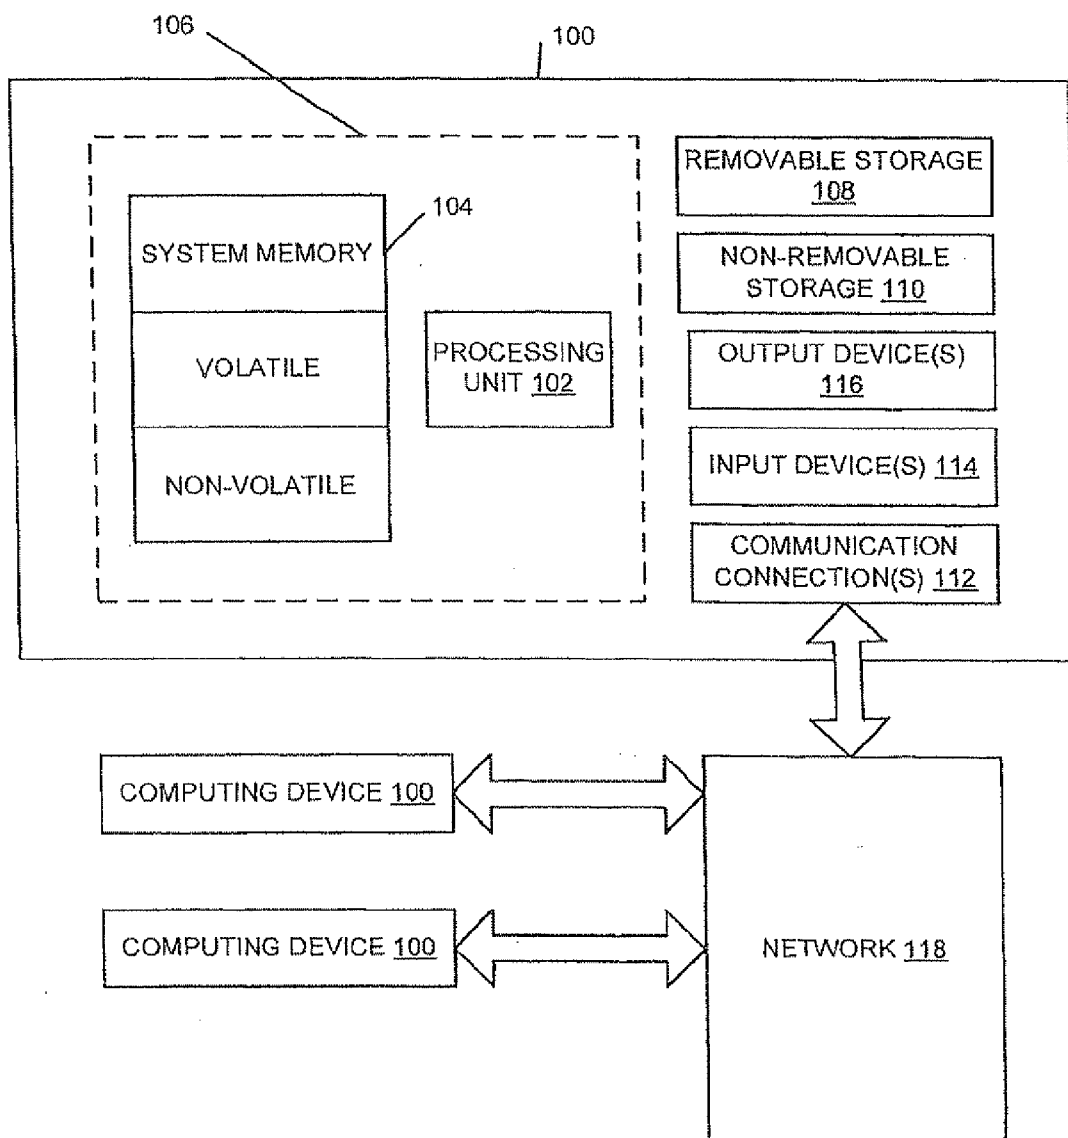 106
100
104
SYSTEM MEMORY
VOLATILE
NON-VOLATILE
PROCESSING
UNIT 102
REMOVABLE STORAGE
108
NON-REMOVABLE
STORAGE 110
OUTPUT DEVICE(S)
116
INPUT DEVICE(S) 114
COMMUNICATION
CONNECTION(S) 112
COMPUTING DEVICE 100
COMPUTING DEVICE 100
NETWORK 118